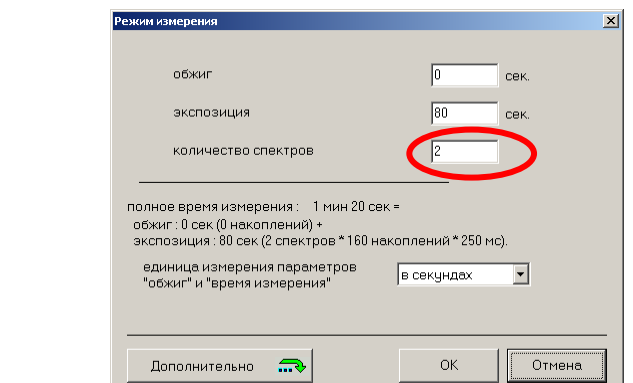 Режим измерения
обжиг 0 сек.
экспозиция 80 сек.
количество спектров 2
полное время измерения : 1 мин 20 сек =
обжиг : 0 сек (0 накоплений) +
экспозиция : 80 сек (2 спектров * 160 накоплений * 250 мс).
единица измерения параметров
"обжиг" и "время измерения" в секундах
Дополнительно OK Отмена